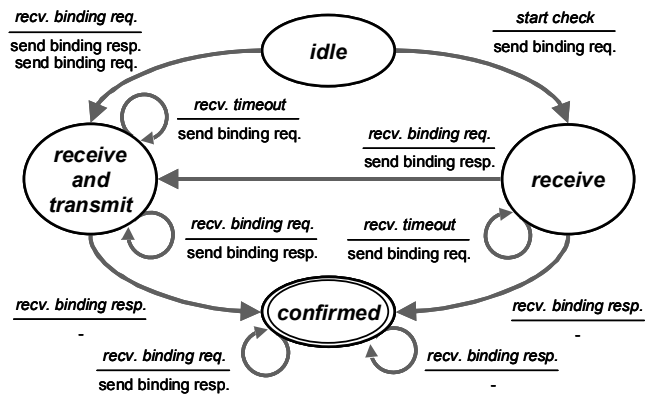 recv. binding req.
send binding resp.
send binding req.
idle
start check
send binding req.
recv. timeout
send binding req.
recv. binding req.
send binding resp.
receive
and
transmit
receive
recv. binding req.
send binding resp.
recv. timeout
send binding req.
recv. binding resp.
-
confirmed
recv. binding resp.
-
recv. binding req.
send binding resp.
recv. binding resp.
-